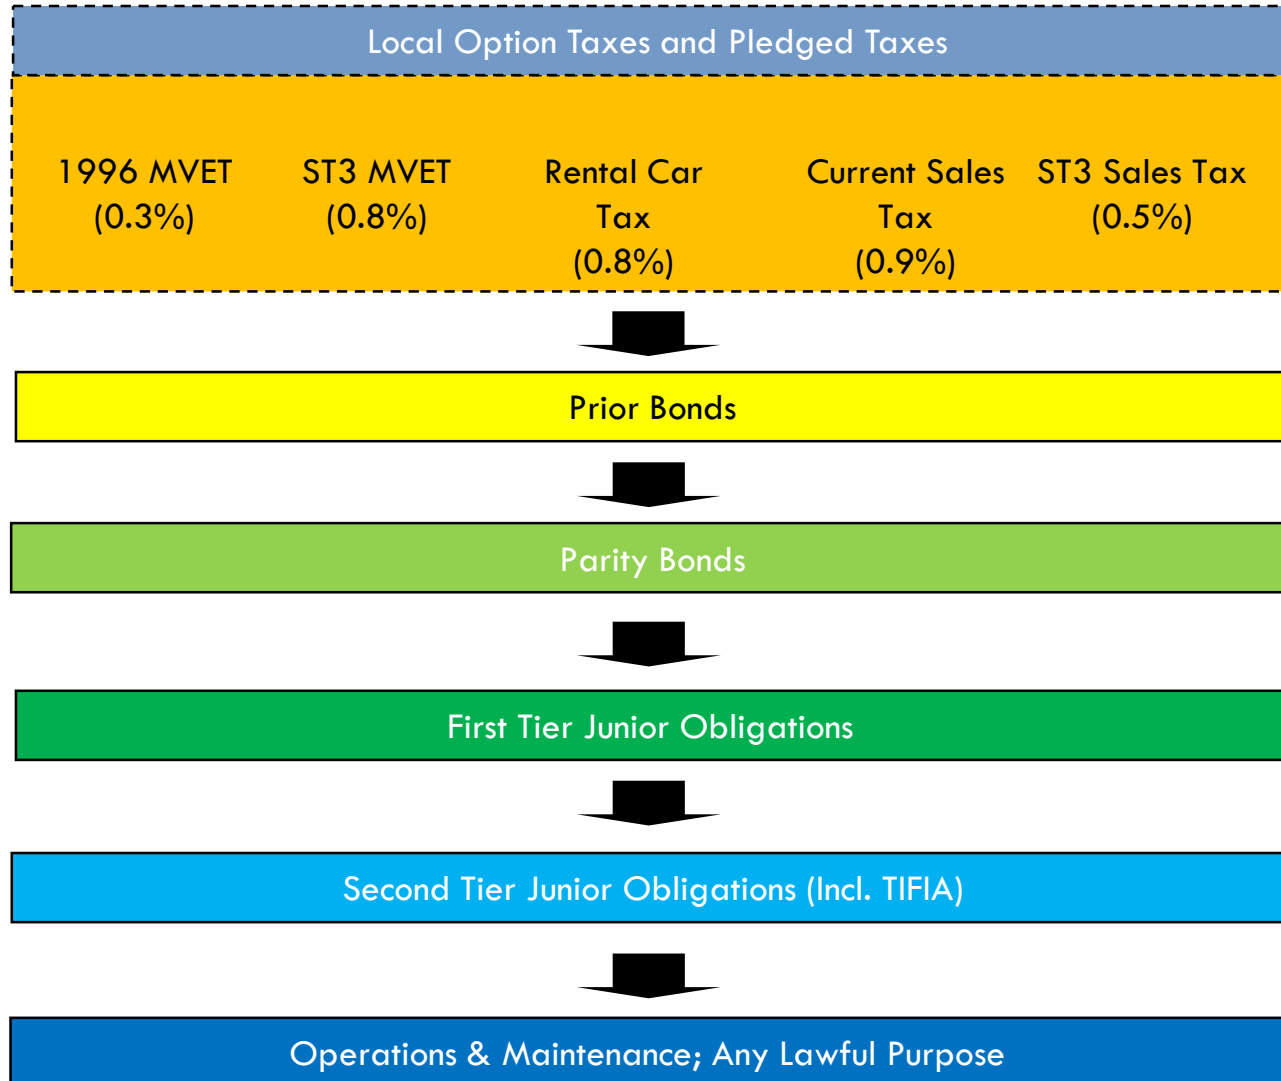 Local Option Taxes and Pledged Taxes
1996 MVET ST3 MVET Rental Car Current Sales ST3 Sales Tax
(0.3%) (0.8%) Tax Tax (0.5%)
(0.8%) (0.9%)
Prior Bonds
Parity Bonds
First Tier Junior Obligations
Second Tier Junior Obligations (Incl. TIFIA)
Operations & Maintenance; Any Lawful Purpose